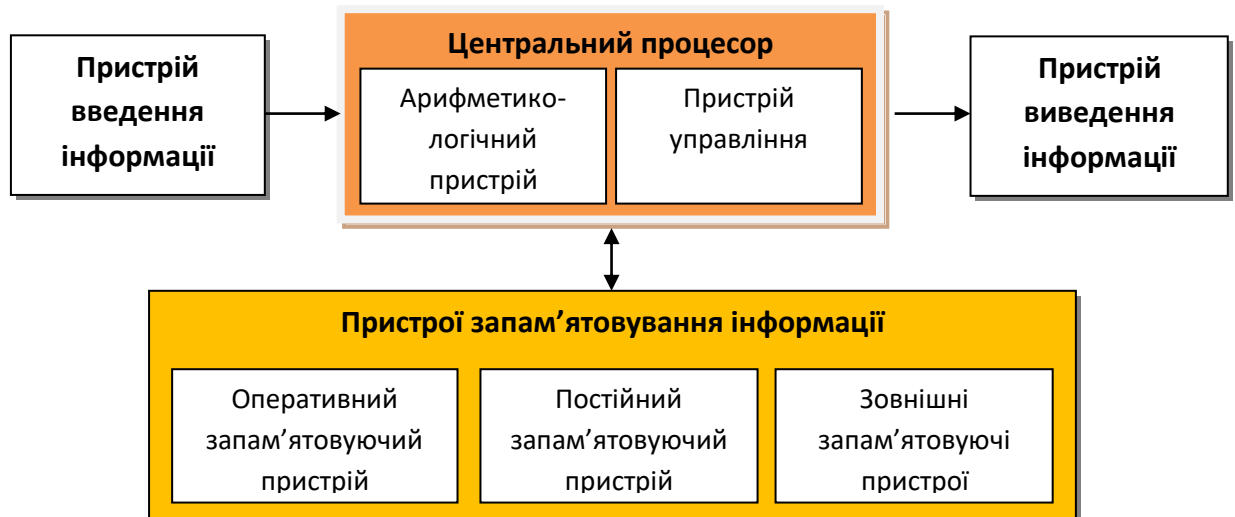 Пристрій
введення
інформації
Центральний процесор
Арифметико-
логічний
пристрій
Пристрій
управління
Пристрій
виведення
інформації
Пристрої запам’ятовування інформації
Оперативний
запам’ятовуючий
пристрій
Постійний
запам’ятовуючий
пристрій
Зовнішні
запам’ятовуючі
пристрої